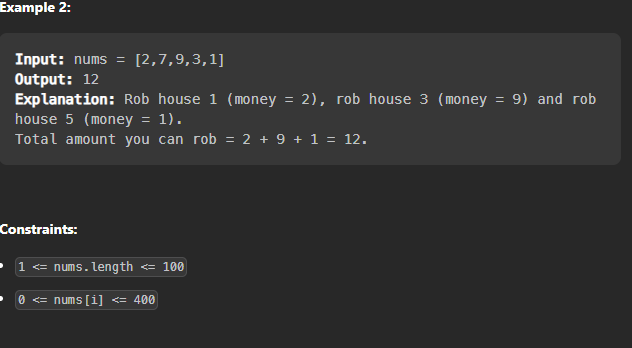 Example 2:
Input: nums = [2,7,9,3,1]
Output: 12
Explanation: Rob house 1 (money = 2), rob house 3 (money = 9) and rob
house 5 (money = 1).
Total amount you can rob = 2 + 9 + 1 = 12.
Constraints:
1 <= nums.length <= 100
0 <= nums[i] <= 400